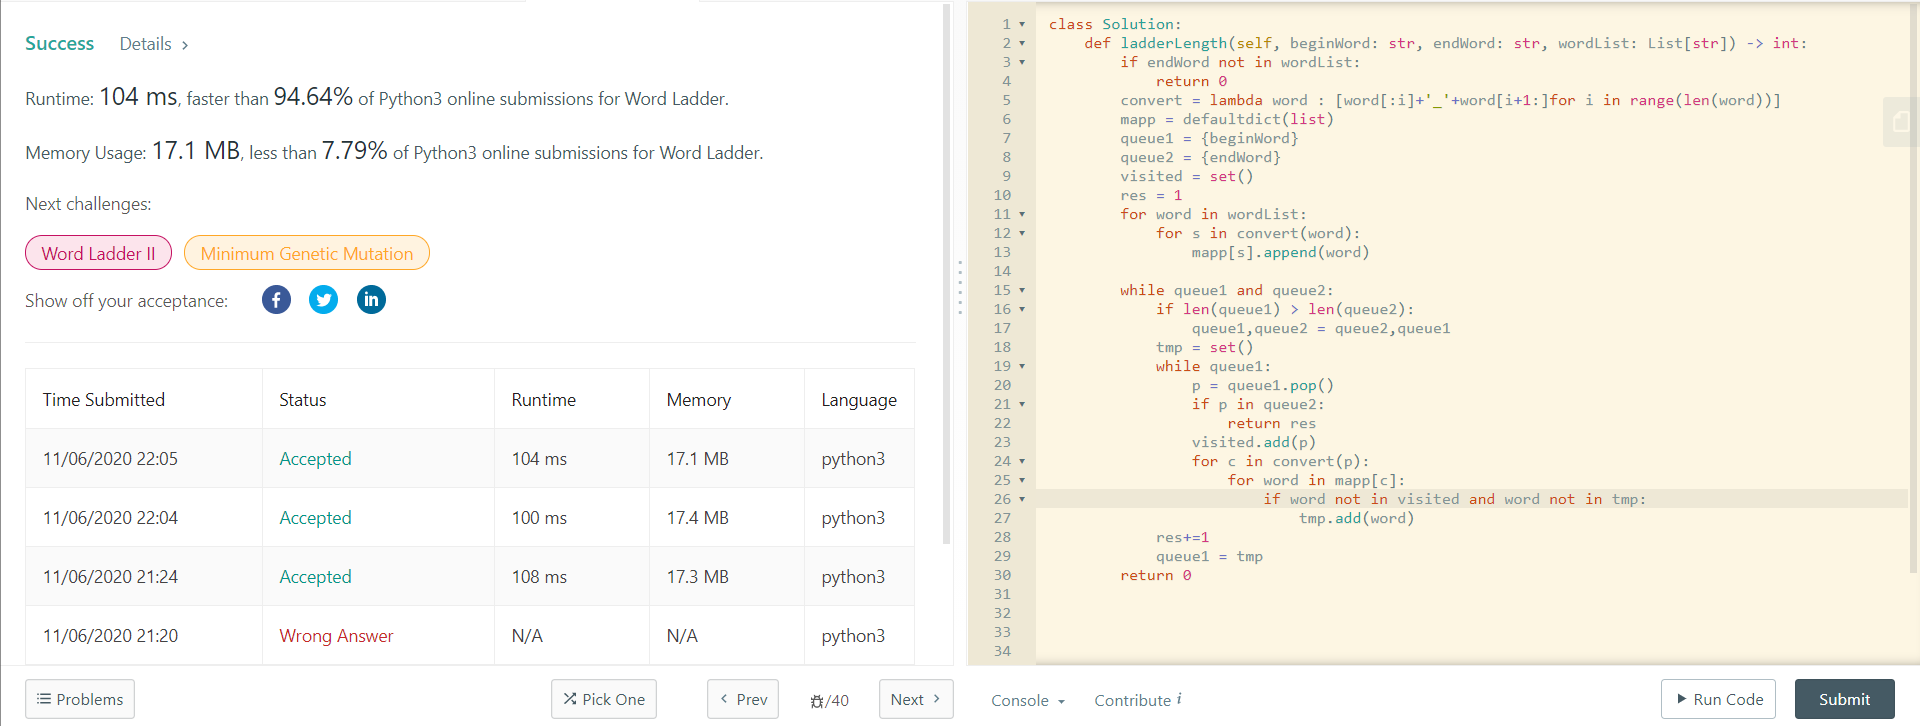 Success Details >
Runtime: 104 ms, faster than 94.64% of Python3 online submissions for Word Ladder.
Memory Usage: 17.1 MB, less than 7.79% of Python3 online submissions for Word Ladder.
Next challenges:
Word Ladder II Minimum Genetic Mutation
Show off your acceptance:
Time Submitted Status Runtime Memory Language
11/06/2020 22:05 Accepted 104 ms 17.1 MB python3
11/06/2020 22:04 Accepted 100 ms 17.4 MB python3
11/06/2020 21:24 Accepted 108 ms 17.3 MB python3
11/06/2020 21:20 Wrong Answer N/A N/A python3
Problems Pick One < Prev /40 Next >
1 class Solution:
2     def ladderLength(self, beginWord: str, endWord: str, wordList: List[str]) -> int:
3         if endWord not in wordList:
4             return 0
5         convert = lambda word : [word[:i]+'_'+word[i+1:]for i in range(len(word))]
6         mapp = defaultdict(list)
7         queue1 = {beginWord}
8         queue2 = {endWord}
9         visited = set()
10         res = 1
11         for word in wordList:
12             for s in convert(word):
13                 mapp[s].append(word)
14
15         while queue1 and queue2:
16             if len(queue1) > len(queue2):
17                 queue1,queue2 = queue2,queue1
18             tmp = set()
19             while queue1:
20                 p = queue1.pop()
21                 if p in queue2:
22                     return res
23                 visited.add(p)
24                 for c in convert(p):
25                     for word in mapp[c]:
26                         if word not in visited and word not in tmp:
27                             tmp.add(word)
28             res+=1
29             queue1 = tmp
30         return 0
31
32
33
34
Console Contribute i Run Code Submit